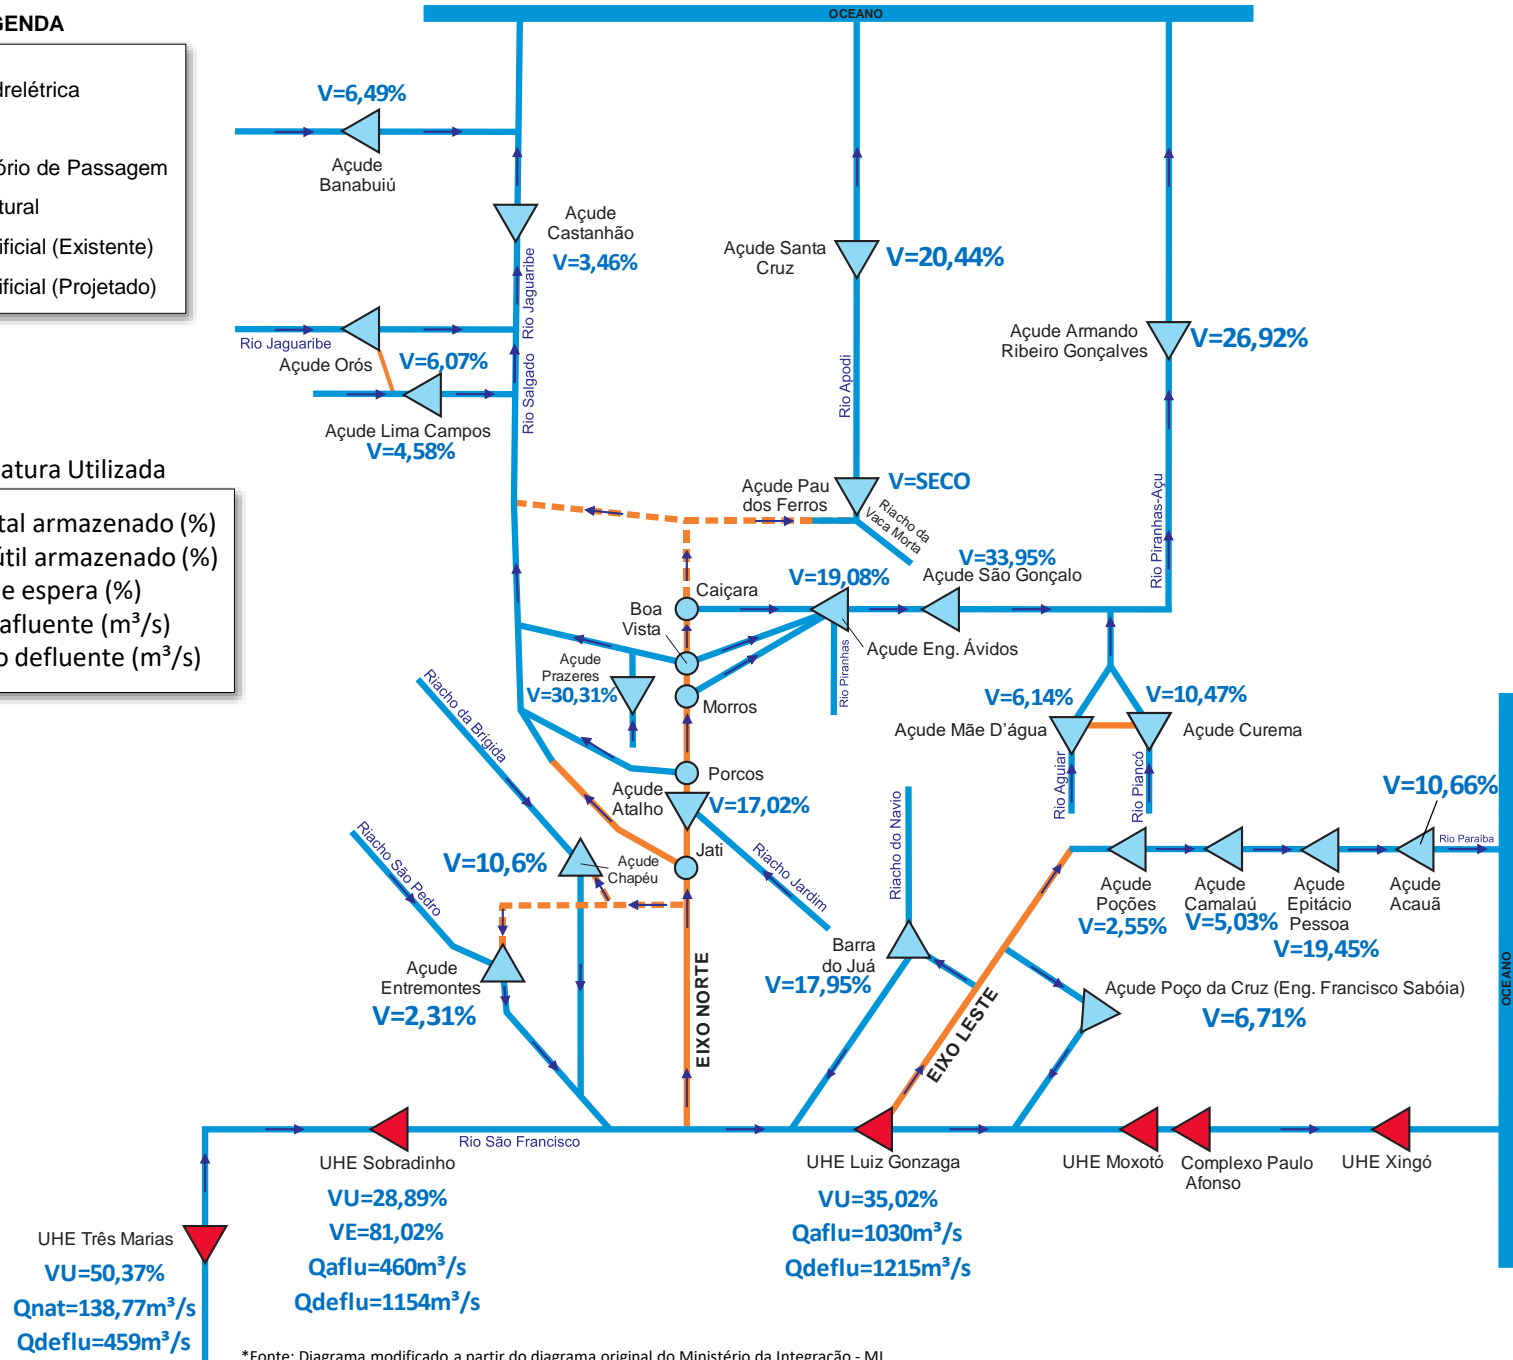 OCEANO
GENDA
drelétrica
ório de Passagem
tural
ificial (Existente)
ificial (Projetado)
V=6,49%
Açude
Banabuiú
Açude
Castanhão
V=3,46%
Rio Jaguaribe
Açude Santa
Cruz
V=20,44%
Açude Armando
Ribeiro Gonçalves
V=26,92%
Rio Jaguaribe
Açude Orós
V=6,07%
Rio Salgado
Rio Apodi
Açude Lima Campos
V=4,58%
atura Utilizada
tal armazenado (%)
útil armazenado (%)
e espera (%)
afluente (m³/s)
o defluente (m³/s)
Açude Pau
dos Ferros
V=SECO
Riacho da
Vaca Morta
Rio Piranhas-Açu
V=33,95%
Açude São Gonçalo
V=19,08%
Caiçara
Boa
Vista
Açude Eng. Ávidos
Rio Piranhas
Açude
Prazeres
V=30,31%
Morros
Riacho da Brígida
V=6,14%
V=10,47%
Açude Mãe D'água
Açude Curema
Rio Aguiar
Rio Piancó
Porcos
Açude
Atalho
V=17,02%
V=10,66%
Riacho do Navio
Rio Paraíba
Riacho São Pedro
V=10,6%
Açude
Chapéu
Jati
Riacho Jardim
Açude
Poções
V=2,55%
Açude
Camalaú
V=5,03%
Açude
Epitácio
Pessoa
V=19,45%
Açude
Acauã
Barra
do Juá
V=17,95%
Açude
Entremontes
V=2,31%
EIXO NORTE
EIXO LESTE
Açude Poço da Cruz (Eng. Francisco Sabóia)
V=6,71%
OCEANO
Rio São Francisco
UHE Sobradinho
VU=28,89%
VE=81,02%
Qaflu=460m³/s
Qdeflu=1154m³/s
UHE Luiz Gonzaga
VU=35,02%
Qaflu=1030m³/s
Qdeflu=1215m³/s
UHE Moxotó
Complexo Paulo
Afonso
UHE Xingó
UHE Três Marias
VU=50,37%
Qnat=138,77m³/s
Qdeflu=459m³/s
*Fonte: Diagrama modificado a partir do diagrama original do Ministério da Integração - MI